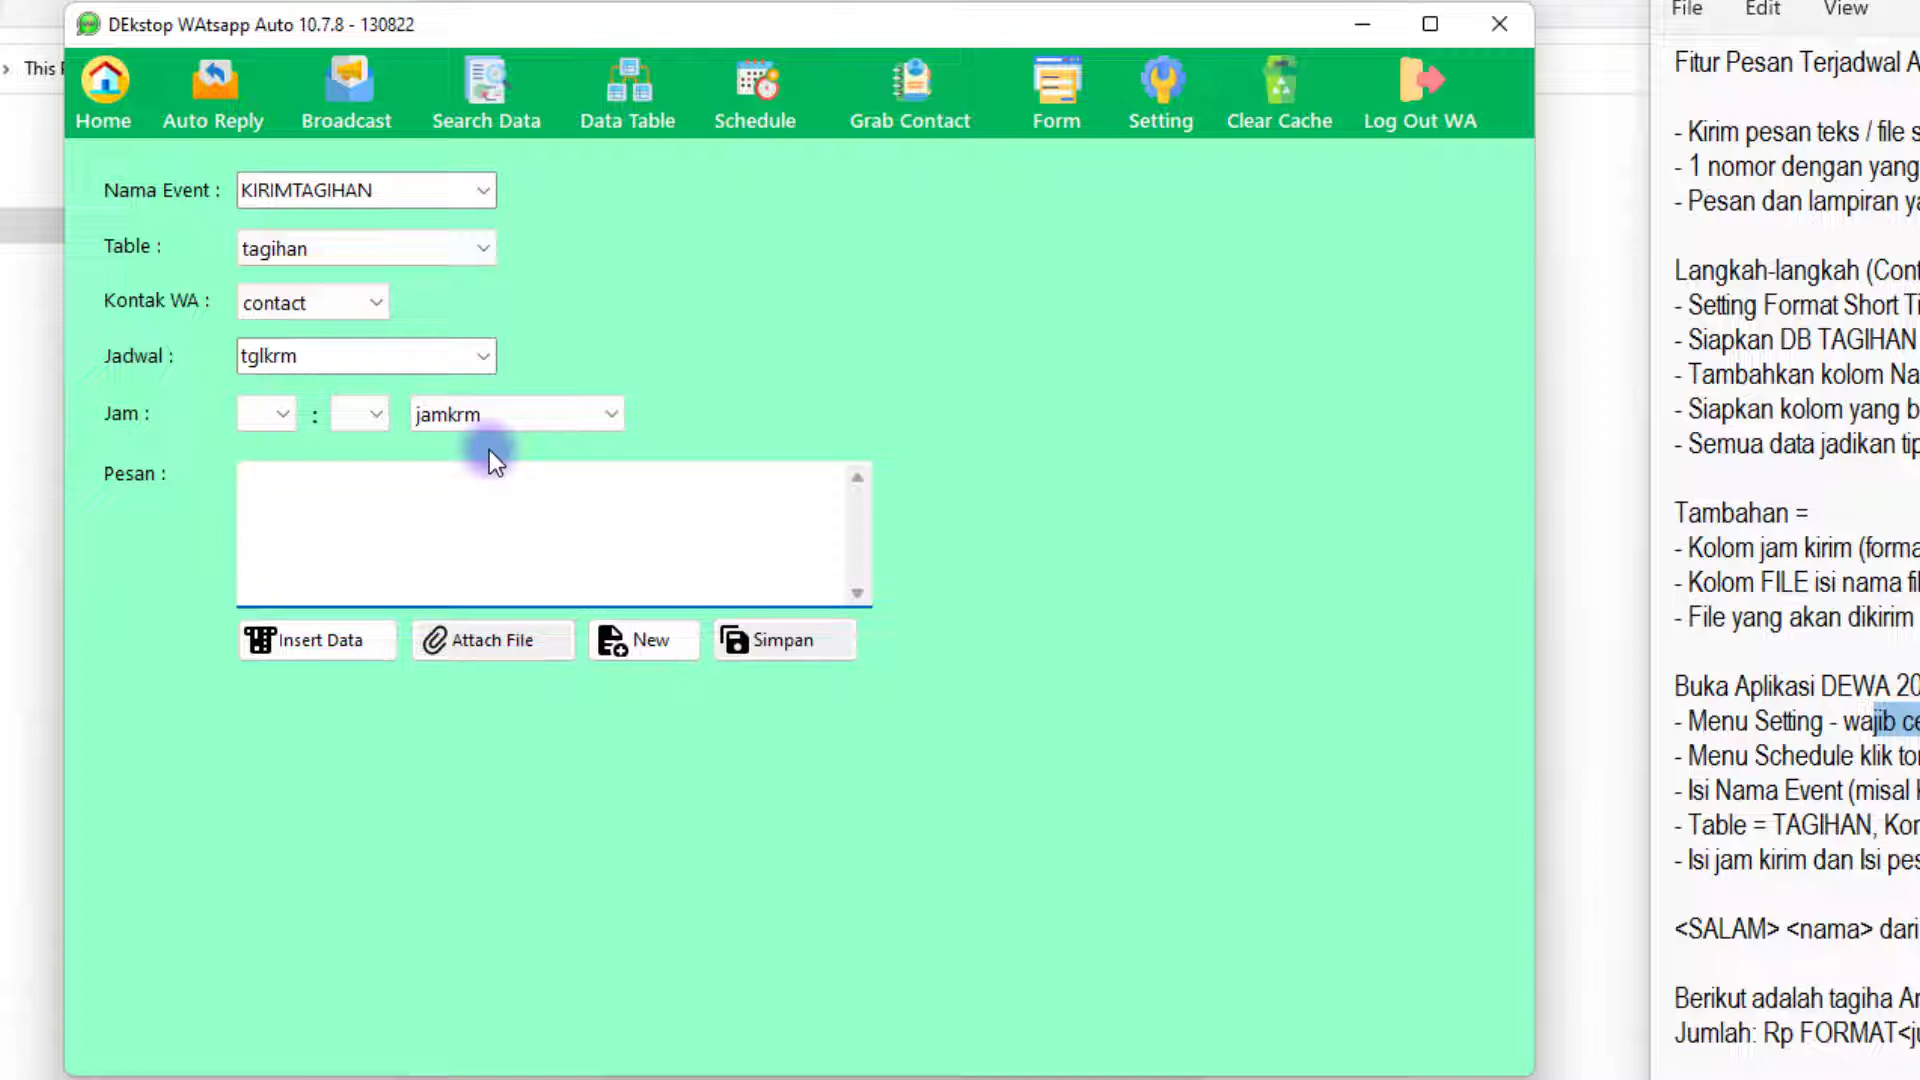 DEkstop WAtsapp Auto 10.7.8 - 130822
This
Home
Auto Reply
Broadcast
Search Data
Data Table
Schedule
Grab Contact
Form
Setting
Clear Cache
Log Out WA
Nama Event :
KIRIMTAGIHAN
Table :
tagihan
Kontak WA :
contact
Jadwal :
tglkrm
Jam :
:
jamkrm
Pesan :
Insert Data
Attach File
New
Simpan
File Edit View
Fitur Pesan Terjadwal
- Kirim pesan teks / file
- 1 nomor dengan yang
- Pesan dan lampiran
Langkah-langkah
- Setting Format Short
- Siapkan DB TAGIHAN
- Tambahkan kolom
- Siapkan kolom yang
- Semua data jadikan
Tambahan =
- Kolom jam kirim
- Kolom FILE isi nama
- File yang akan dikirim
Buka Aplikasi DEWA
- Menu Setting - wajib
- Menu Schedule klik
- Isi Nama Event (misal
- Table = TAGIHAN,
- Isi jam kirim dan Isi
<SALAM> <nama> dari
Berikut adalah tagiha
Jumlah: Rp FORMAT